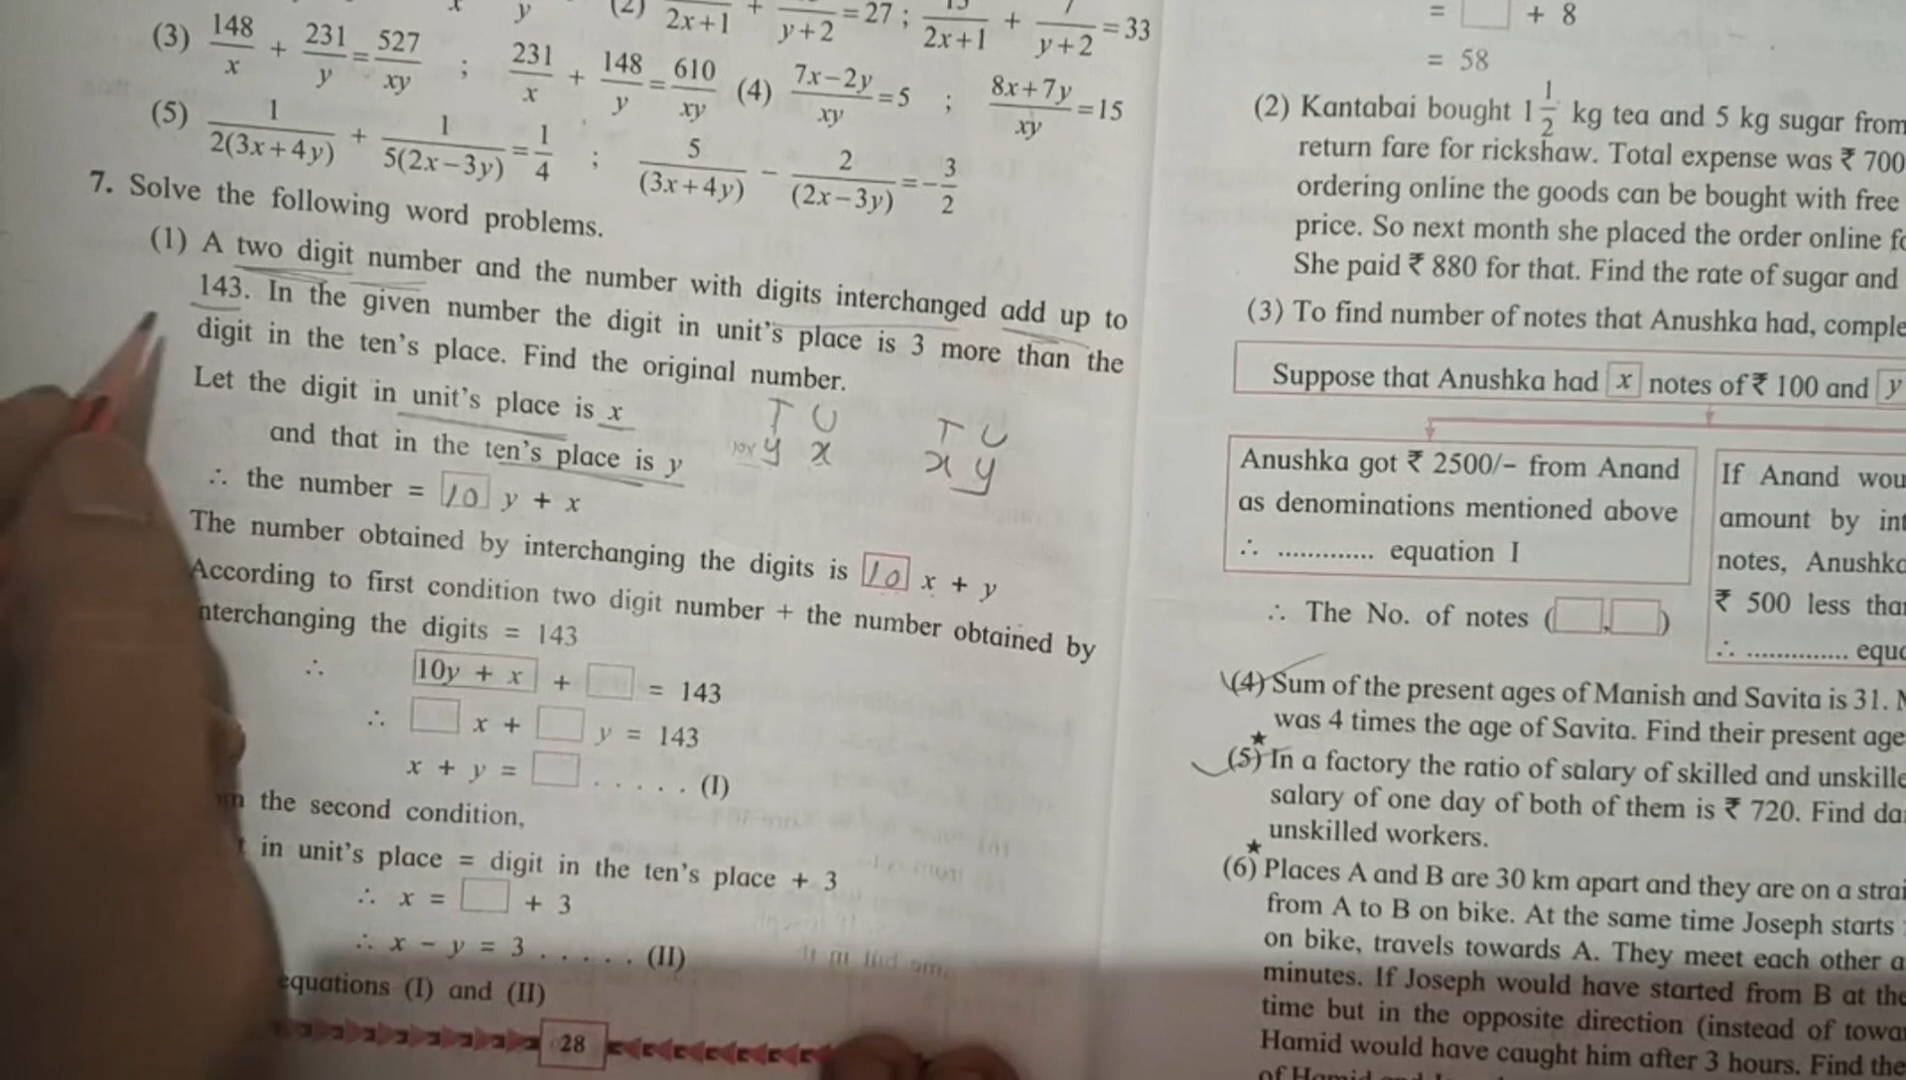 2x+1 + y+2 =27 ; 2x+1 + y+2 =33
(3) 148/x + 231/y = 527/xy ; 231/x + 148/y = 610/xy (4) 7x−2y/xy =5 ; 8x+7y/xy =15
(5) 1/2(3x+4y) + 1/5(2x−3y) = 1/4 ; 5/(3x+4y) − 2/(2x−3y) = −3/2
7. Solve the following word problems.
(1) A two digit number and the number with digits interchanged add up to
143. In the given number the digit in unit's place is 3 more than the
digit in the ten's place. Find the original number.
Let the digit in unit's place is x
T U T U
and that in the ten's place is y
y x x y
∴ the number = 10 y + x
The number obtained by interchanging the digits is 10 x + y
According to first condition two digit number + the number obtained by
nterchanging the digits = 143
∴ 10y + x + □ = 143
∴ □ x + □ y = 143
x + y = □ . . . . . (I)
the second condition,
in unit's place = digit in the ten's place + 3
∴ x = □ + 3
∴ x − y = 3 . . . . . (II)
equations (I) and (II)
28
= □ + 8
= 58
(2) Kantabai bought 1 1/2 kg tea and 5 kg sugar from
return fare for rickshaw. Total expense was ₹ 700
ordering online the goods can be bought with free
price. So next month she placed the order online
She paid ₹ 880 for that. Find the rate of sugar and
(3) To find number of notes that Anushka had, comple
Suppose that Anushka had x notes of ₹ 100 and y
Anushka got ₹ 2500/- from Anand
as denominations mentioned above
∴ ............. equation I
If Anand wou
amount by int
notes, Anushka
₹ 500 less tha
∴ .............. equ
∴ The No. of notes (□,□)
(4) Sum of the present ages of Manish and Savita is 31.
was 4 times the age of Savita. Find their present age
★
(5) In a factory the ratio of salary of skilled and unskille
salary of one day of both of them is ₹ 720. Find da
unskilled workers.
★
(6) Places A and B are 30 km apart and they are on a stra
from A to B on bike. At the same time Joseph starts
on bike, travels towards A. They meet each other a
minutes. If Joseph would have started from B at the
time but in the opposite direction (instead of towa
Hamid would have caught him after 3 hours. Find the